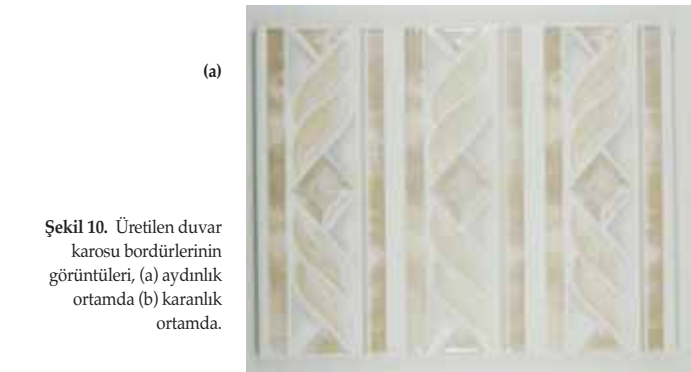 (a)
Şekil 10. Üretilen duvar
karosu bordürlerinin
görüntüleri, (a) aydınlık
ortamda (b) karanlık
ortamda.